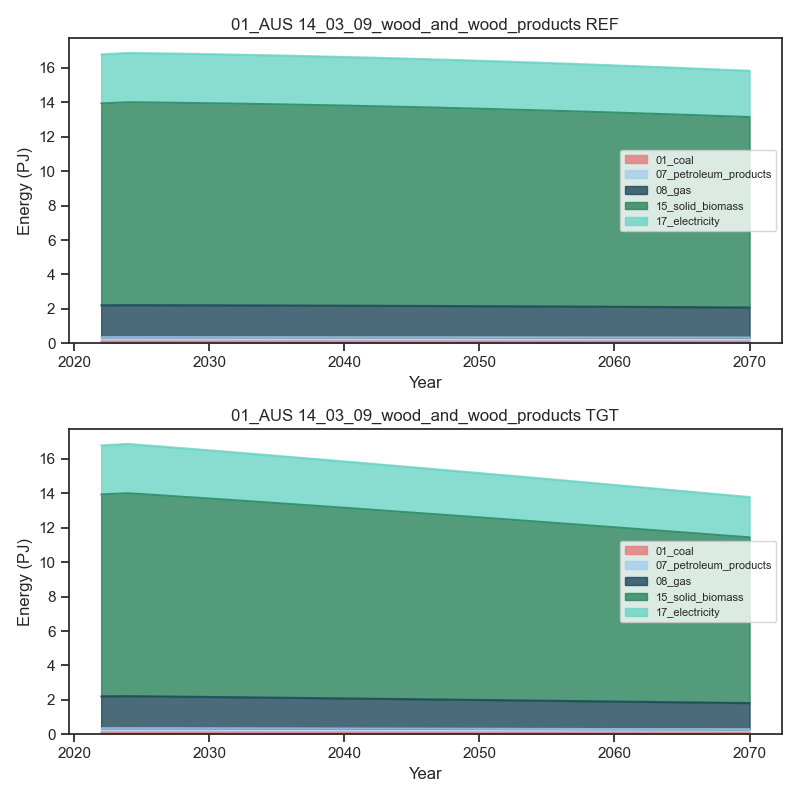 01_AUS 14_03_09_wood_and_wood_products REF
Energy (PJ)
16
14
12
10
8
6
4
2
0
01_coal
07_petroleum_products
08_gas
15_solid_biomass
17_electricity
2020 2030 2040 2050 2060 2070
Year
01_AUS 14_03_09_wood_and_wood_products TGT
Energy (PJ)
16
14
12
10
8
6
4
2
0
01_coal
07_petroleum_products
08_gas
15_solid_biomass
17_electricity
2020 2030 2040 2050 2060 2070
Year